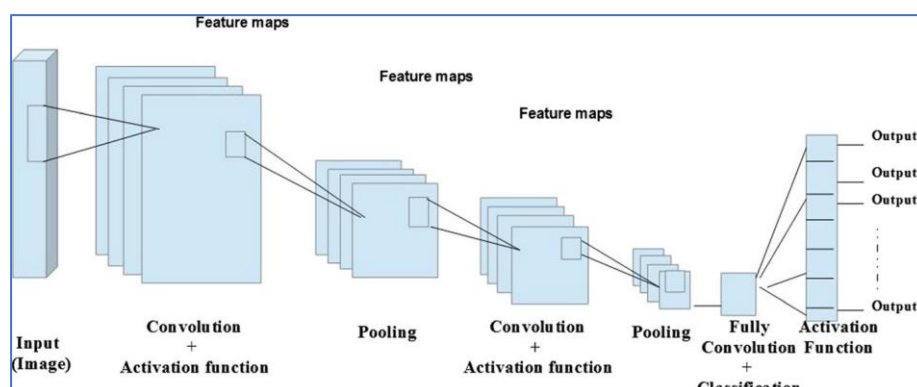 Feature maps
Feature maps
Feature maps
Output
Output
Output
Output
Input
(Image)
Convolution
+
Activation function
Pooling
Convolution
+
Activation function
Pooling
Fully
Convolution
+
Classification
Activation
Function